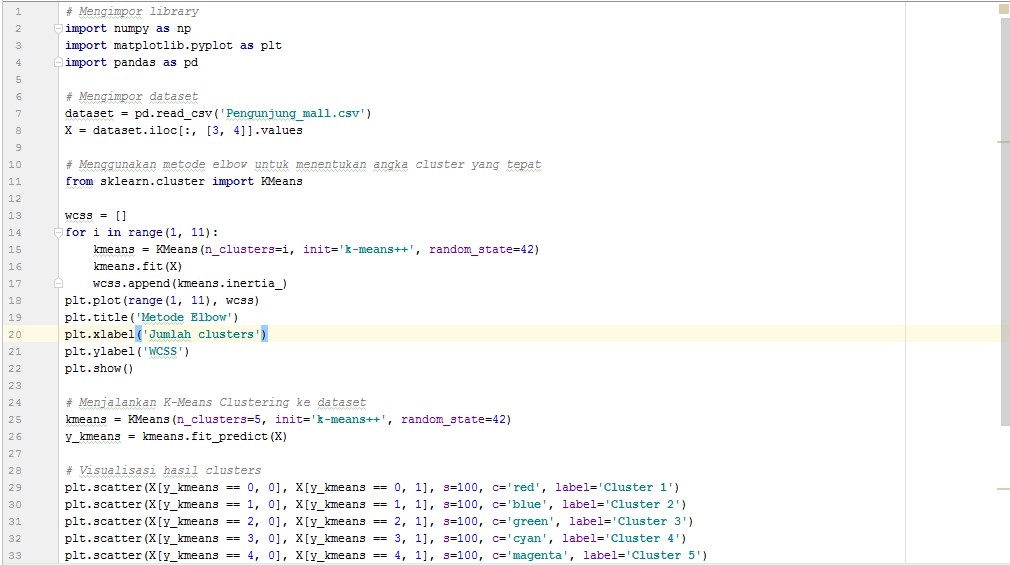 1 # Mengimpor library
2 import numpy as np
3 import matplotlib.pyplot as plt
4 import pandas as pd
5
6 # Mengimpor dataset
7 dataset = pd.read_csv('Pengunjung_mall.csv')
8 X = dataset.iloc[:, [3, 4]].values
9
10 # Menggunakan metode elbow untuk menentukan angka cluster yang tepat
11 from sklearn.cluster import KMeans
12
13 wcss = []
14 for i in range(1, 11):
15     kmeans = KMeans(n_clusters=i, init='k-means++', random_state=42)
16     kmeans.fit(X)
17     wcss.append(kmeans.inertia_)
18 plt.plot(range(1, 11), wcss)
19 plt.title('Metode Elbow')
20 plt.xlabel('Jumlah clusters')
21 plt.ylabel('WCSS')
22 plt.show()
23
24 # Menjalankan K-Means Clustering ke dataset
25 kmeans = KMeans(n_clusters=5, init='k-means++', random_state=42)
26 y_kmeans = kmeans.fit_predict(X)
27
28 # Visualisasi hasil clusters
29 plt.scatter(X[y_kmeans == 0, 0], X[y_kmeans == 0, 1], s=100, c='red', label='Cluster 1')
30 plt.scatter(X[y_kmeans == 1, 0], X[y_kmeans == 1, 1], s=100, c='blue', label='Cluster 2')
31 plt.scatter(X[y_kmeans == 2, 0], X[y_kmeans == 2, 1], s=100, c='green', label='Cluster 3')
32 plt.scatter(X[y_kmeans == 3, 0], X[y_kmeans == 3, 1], s=100, c='cyan', label='Cluster 4')
33 plt.scatter(X[y_kmeans == 4, 0], X[y_kmeans == 4, 1], s=100, c='magenta', label='Cluster 5')